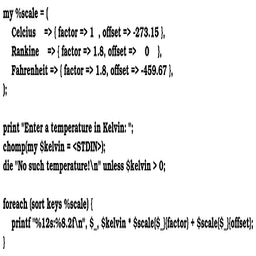 my %scale = (
Celcius => { factor => 1 , offset => -273.15 },
Rankine => { factor => 1.8, offset => 0 },
Fahrenheit => { factor => 1.8, offset => -459.67 },
);
print "Enter a temperature in Kelvin: ";
chomp(my $kelvin = <STDIN>);
die "No such temperature!\n" unless $kelvin > 0;
foreach (sort keys %scale) {
printf "%12s:%8.2f\n", $_, $kelvin * $scale{$_}{factor} + $scale{$_}{offset};
}